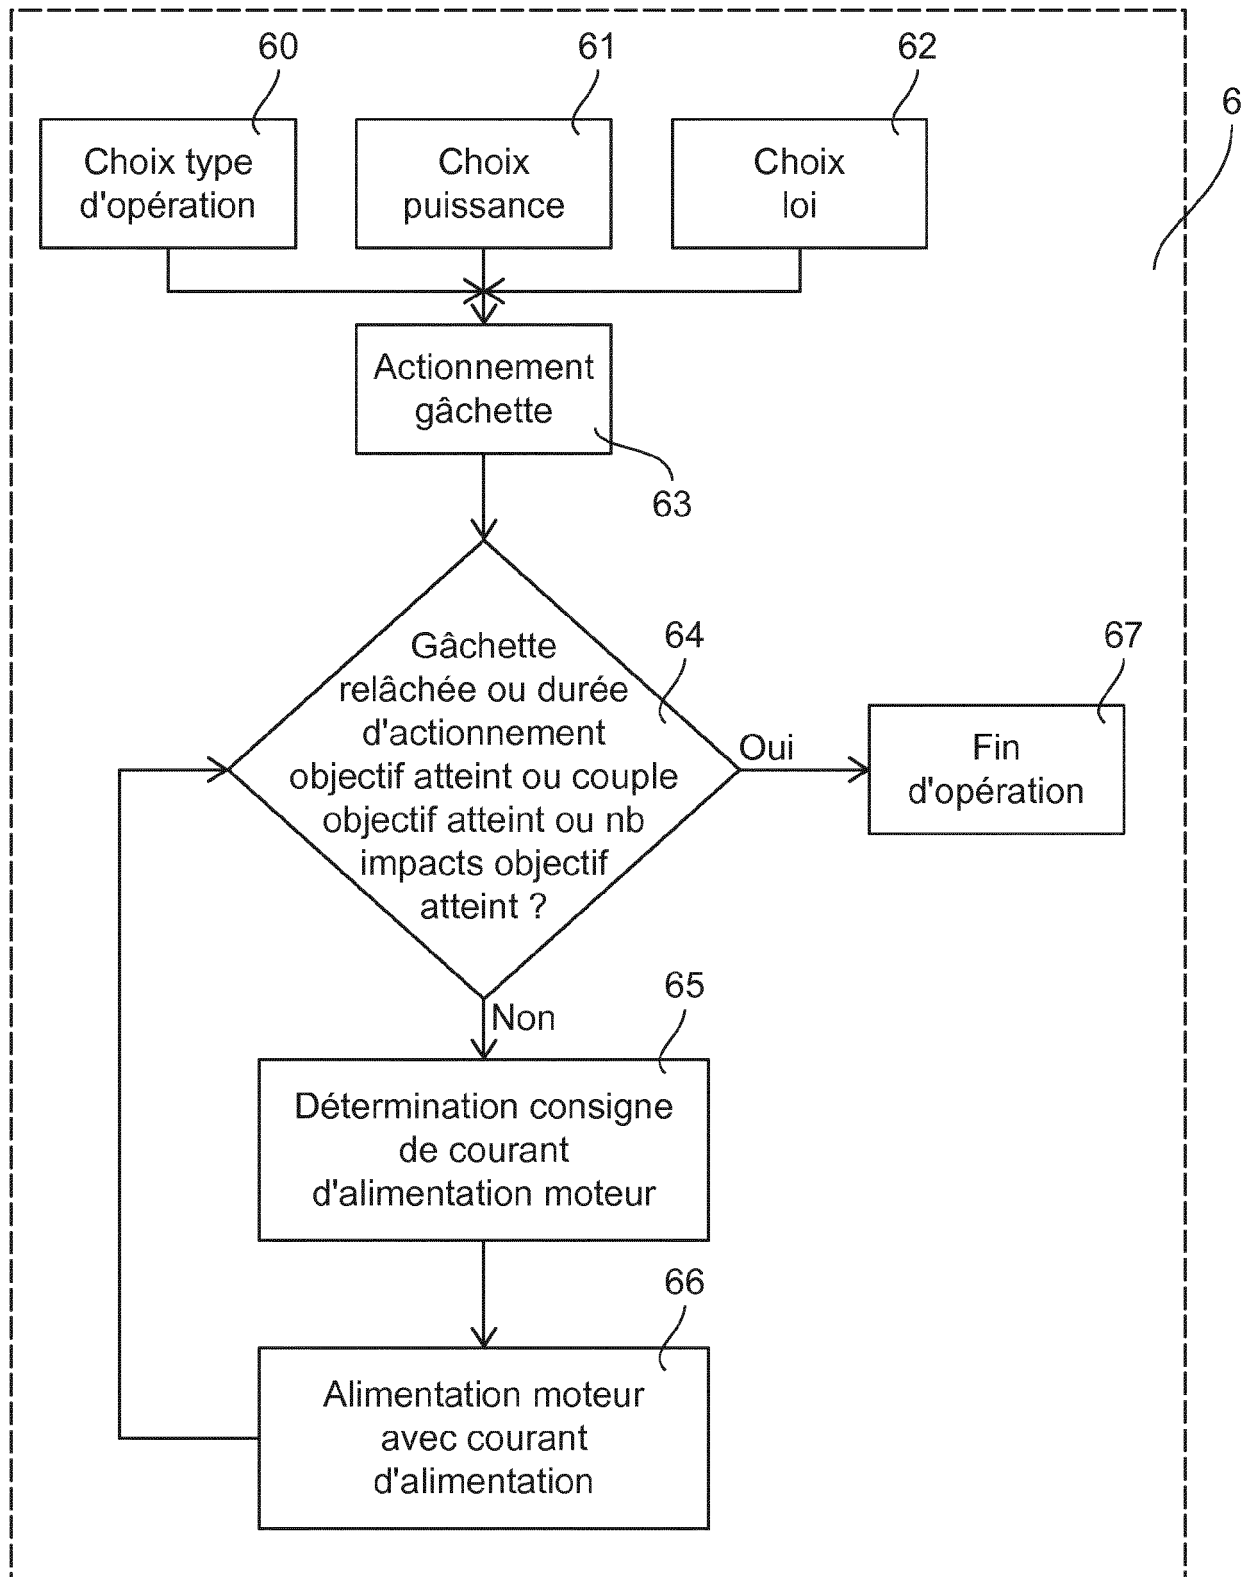 60
61
62
6
Choix type
d'opération
Choix
puissance
Choix
loi
Actionnement
gâchette
63
64
67
Gâchette
relâchée ou durée
d'actionnement
objectif atteint ou couple
objectif atteint ou nb
impacts objectif
atteint ?
Oui
Fin
d'opération
Non
65
Détermination consigne
de courant
d'alimentation moteur
66
Alimentation moteur
avec courant
d'alimentation